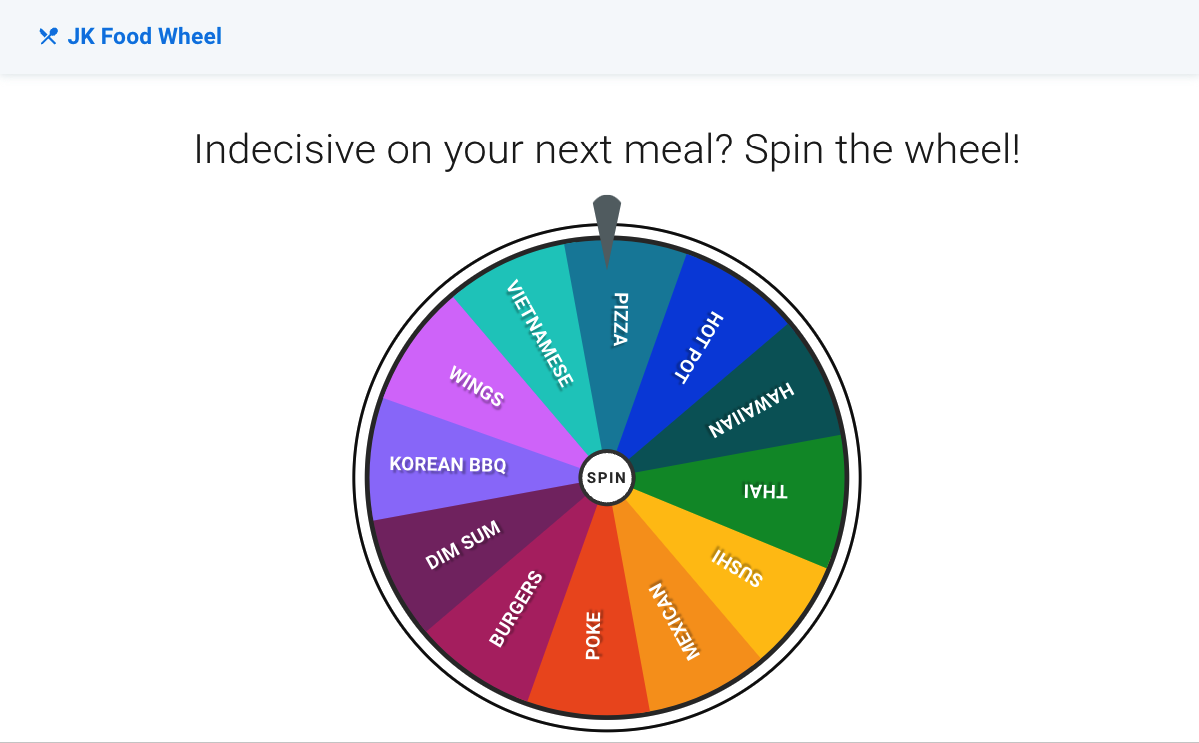 JK Food Wheel
Indecisive on your next meal? Spin the wheel!
PIZZA
HOT POT
HAWAIIAN
THAI
SUSHI
MEXICAN
POKE
BURGERS
DIM SUM
KOREAN BBQ
WINGS
VIETNAMESE
SPIN